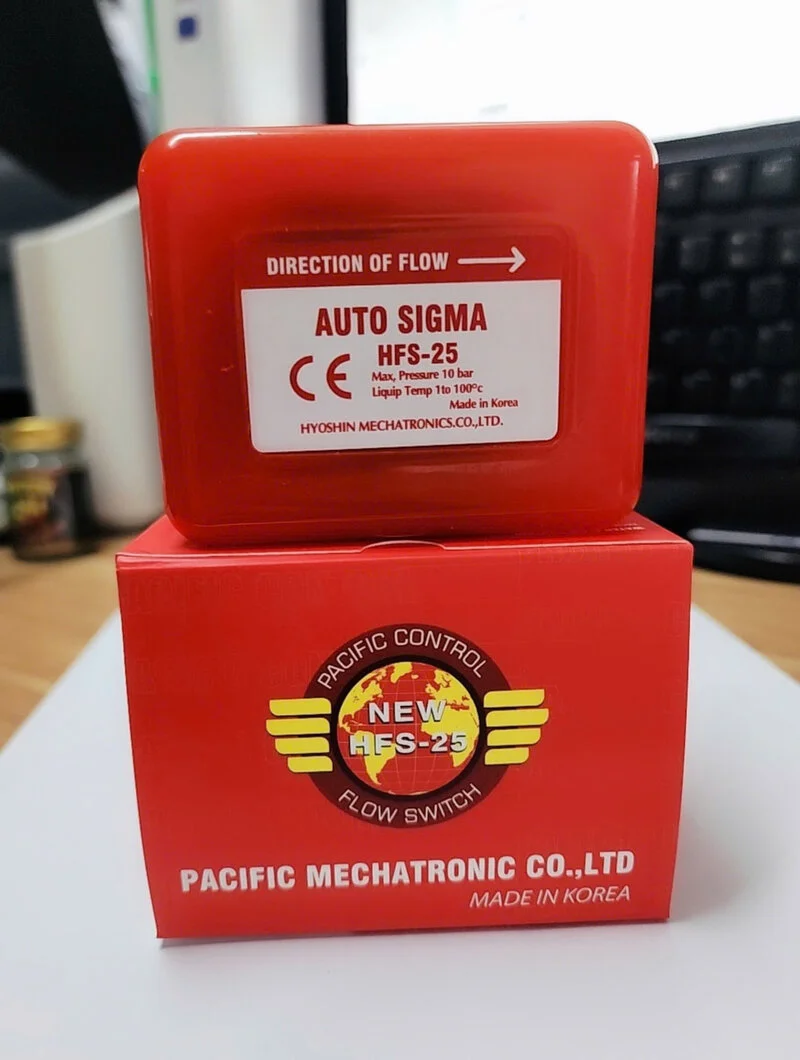 DIRECTION OF FLOW
AUTO SIGMA
CE HFS-25
Max, Pressure 10 bar
Liquip Temp 1to 100°c
Made in Korea
HYOSHIN MECHATRONICS.CO.,LTD.
PACIFIC CONTROL
NEW
HFS-25
FLOW SWITCH
PACIFIC MECHATRONIC CO.,LTD
MADE IN KOREA